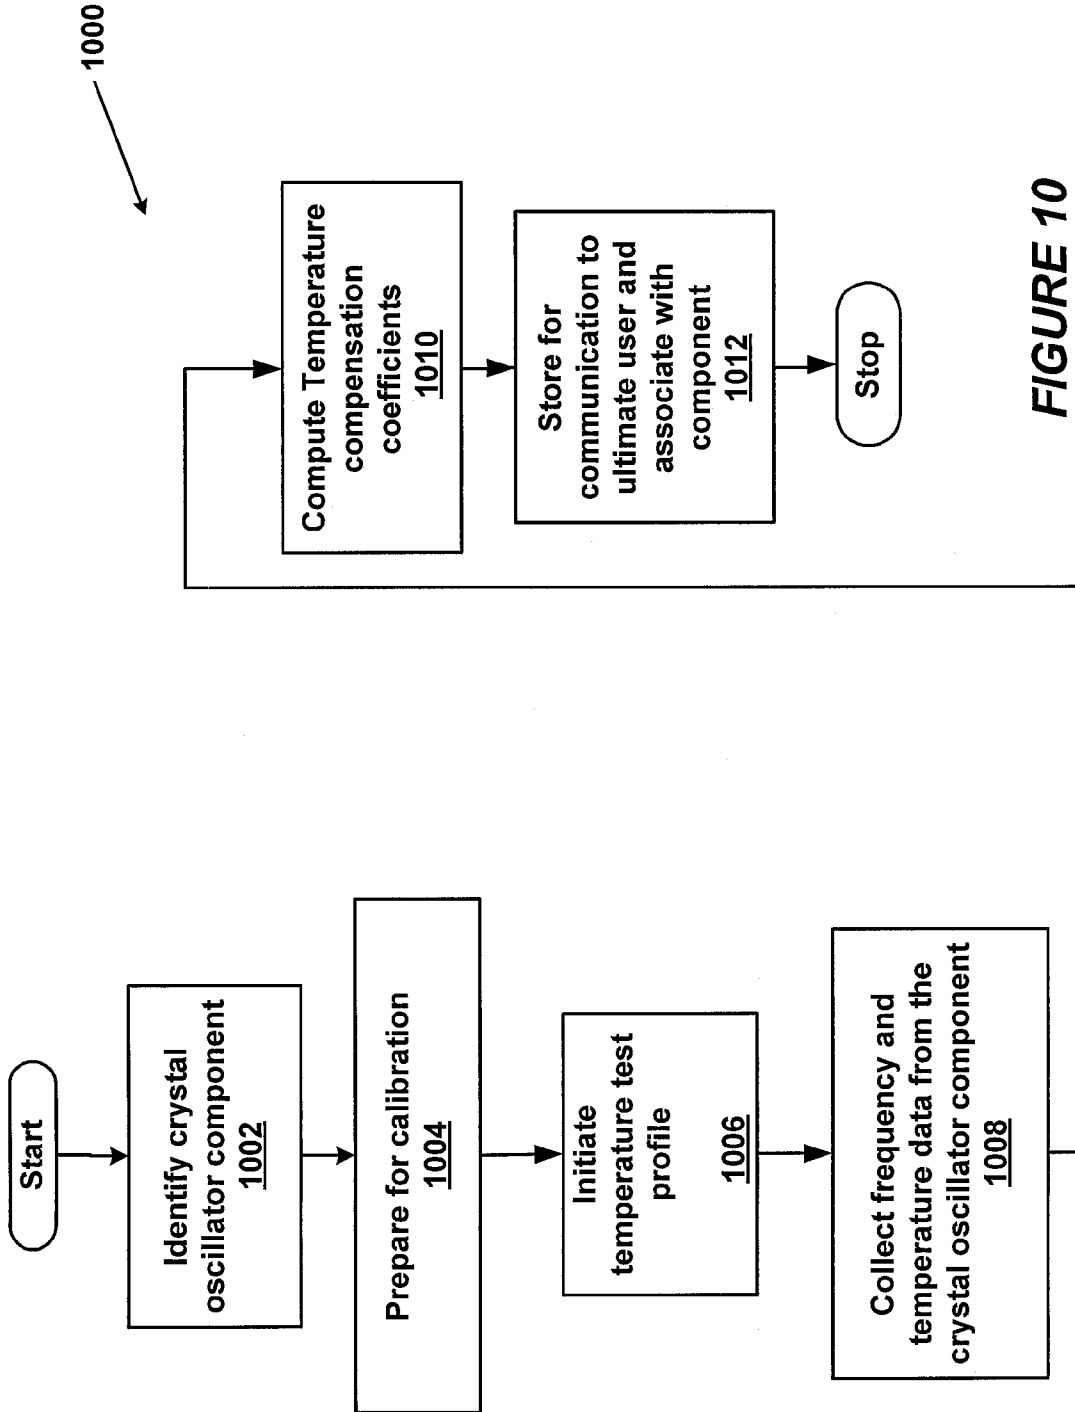 Start
Identify crystal
oscillator component
1002
Prepare for calibration
1004
Initiate
temperature test
profile
1006
Collect frequency and
temperature data from the
crystal oscillator component
1008
1000
Compute Temperature
compensation
coefficients
1010
Store for
communication to
ultimate user and
associate with
component
1012
Stop
FIGURE 10